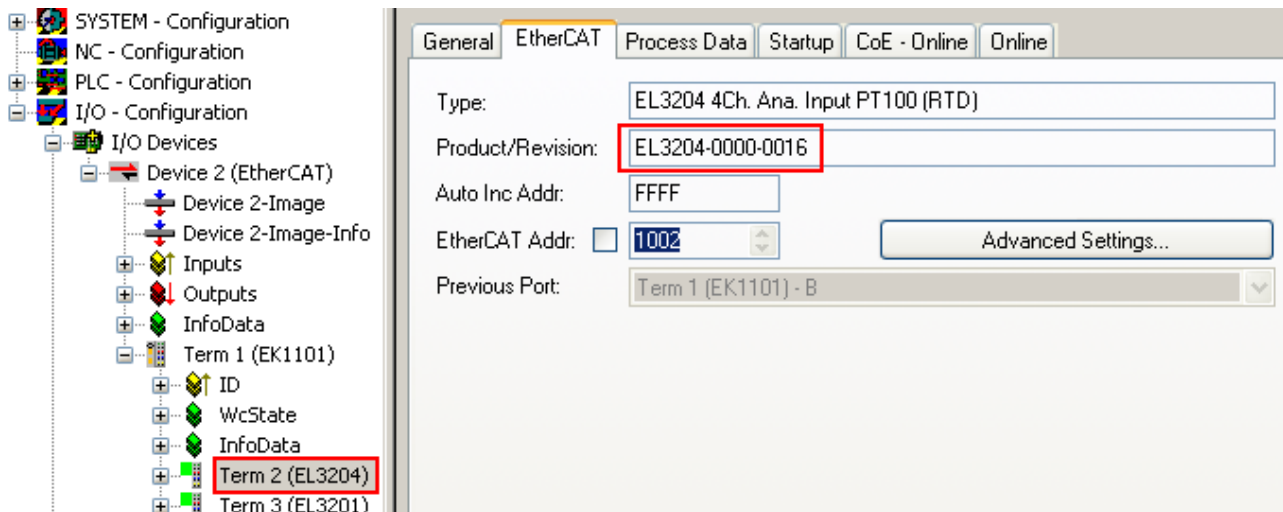 SYSTEM - Configuration
NC - Configuration
PLC - Configuration
I/O - Configuration
I/O Devices
Device 2 (EtherCAT)
Device 2-Image
Device 2-Image-Info
Inputs
Outputs
InfoData
Term 1 (EK1101)
ID
WcState
InfoData
Term 2 (EL3204)
Term 3 (EL3201)
General EtherCAT Process Data Startup CoE - Online Online
Type: EL3204 4Ch. Ana. Input PT100 (RTD)
Product/Revision: EL3204-0000-0016
Auto Inc Addr: FFFF
EtherCAT Addr: 1002 Advanced Settings...
Previous Port: Term 1 (EK1101) - B